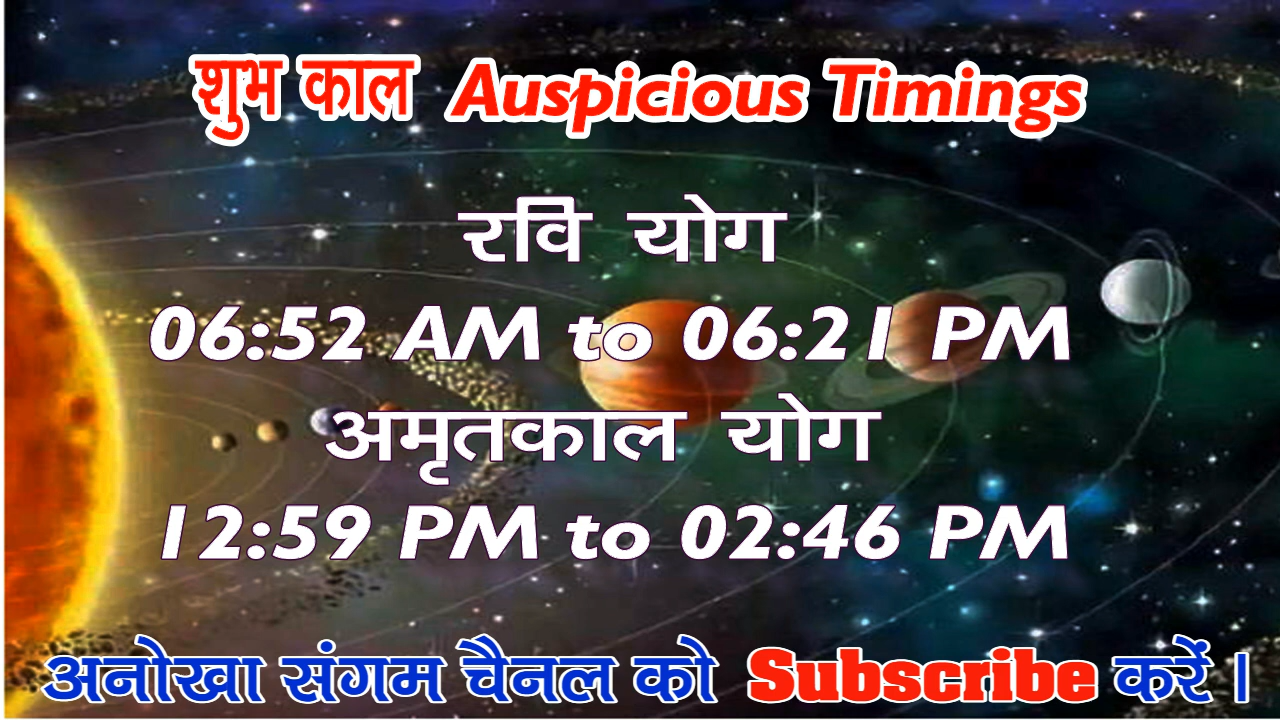 शुभ काल Auspicious Timings
रवि योग
06:52 AM to 06:21 PM
अमृतकाल योग
12:59 PM to 02:46 PM
अनोखा संगम चैनल को Subscribe करें।